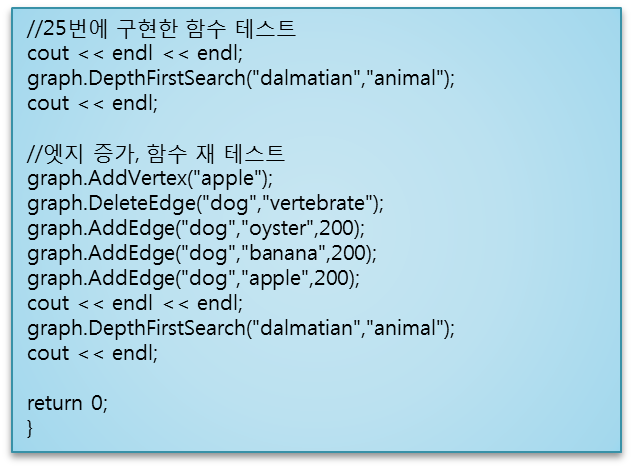 //25번에 구현한 함수 테스트
cout << endl << endl;
graph.DepthFirstSearch("dalmatian","animal");
cout << endl;
//엣지 증가, 함수 재 테스트
graph.AddVertex("apple");
graph.DeleteEdge("dog","vertebrate");
graph.AddEdge("dog","oyster",200);
graph.AddEdge("dog","banana",200);
graph.AddEdge("dog","apple",200);
cout << endl << endl;
graph.DepthFirstSearch("dalmatian","animal");
cout << endl;
return 0;
}